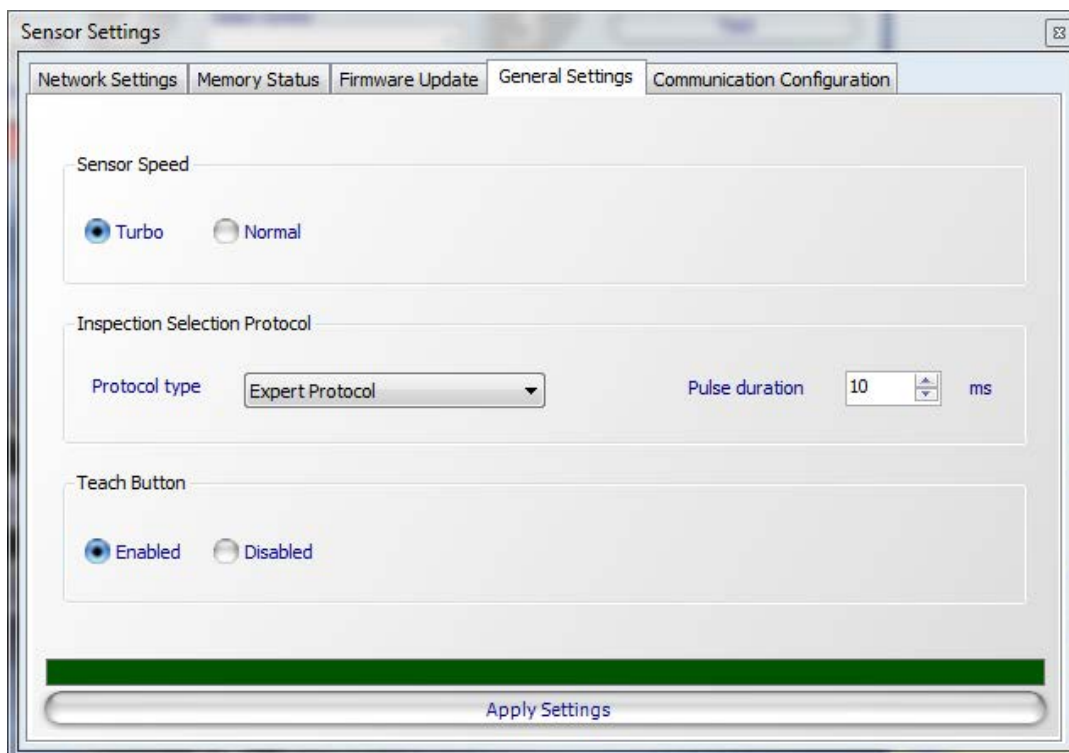 Sensor Settings
Network Settings Memory Status Firmware Update General Settings Communication Configuration
Sensor Speed
Turbo Normal
Inspection Selection Protocol
Protocol type Expert Protocol Pulse duration 10 ms
Teach Button
Enabled Disabled
Apply Settings